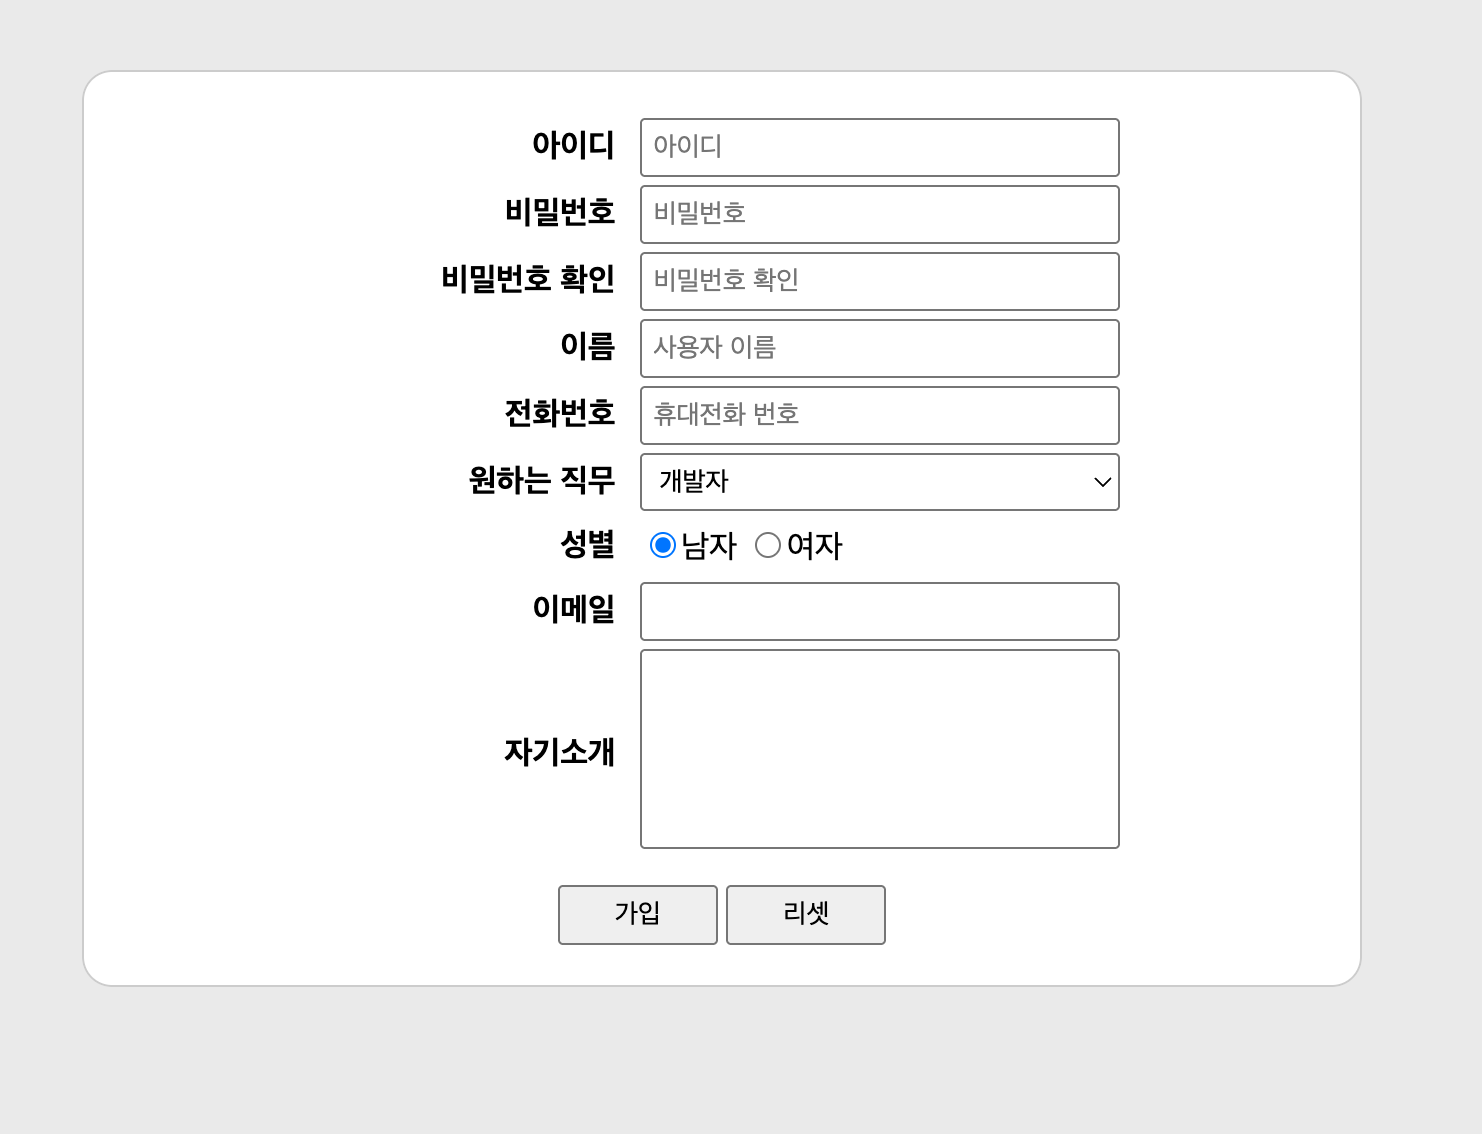 아이디 아이디
비밀번호 비밀번호
비밀번호 확인 비밀번호 확인
이름 사용자 이름
전화번호 휴대전화 번호
원하는 직무 개발자
성별 남자 여자
이메일
자기소개
가입 리셋